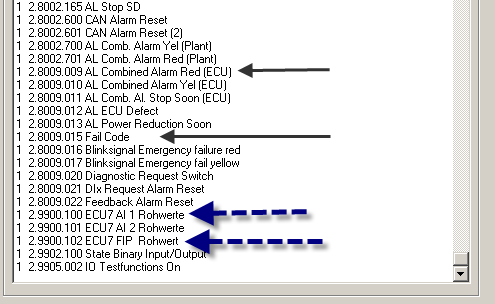 1 2.8002.165 AL Stop SD
1 2.8002.600 CAN Alarm Reset
1 2.8002.601 CAN Alarm Reset (2)
1 2.8002.700 AL Comb. Alarm Yel (Plant)
1 2.8002.701 AL Comb. Alarm Red (Plant)
1 2.8009.009 AL Combined Alarm Red (ECU)
1 2.8009.010 AL Combined Alarm Yel (ECU)
1 2.8009.011 AL Comb. Al. Stop Soon (ECU)
1 2.8009.012 AL ECU Defect
1 2.8009.013 AL Power Reduction Soon
1 2.8009.015 Fail Code
1 2.8009.016 Blinksignal Emergency failure red
1 2.8009.017 Blinksignal Emergency fail yellow
1 2.8009.020 Diagnostic Request Switch
1 2.8009.021 DIx Request Alarm Reset
1 2.8009.022 Feedback Alarm Reset
1 2.9900.100 ECU7 AI 1 Rohwerte
1 2.9900.101 ECU7 AI 2 Rohwerte
1 2.9900.102 ECU7 FIP Rohwert
1 2.9902.100 State Binary Input/Output
1 2.9905.002 IO Testfunctions On